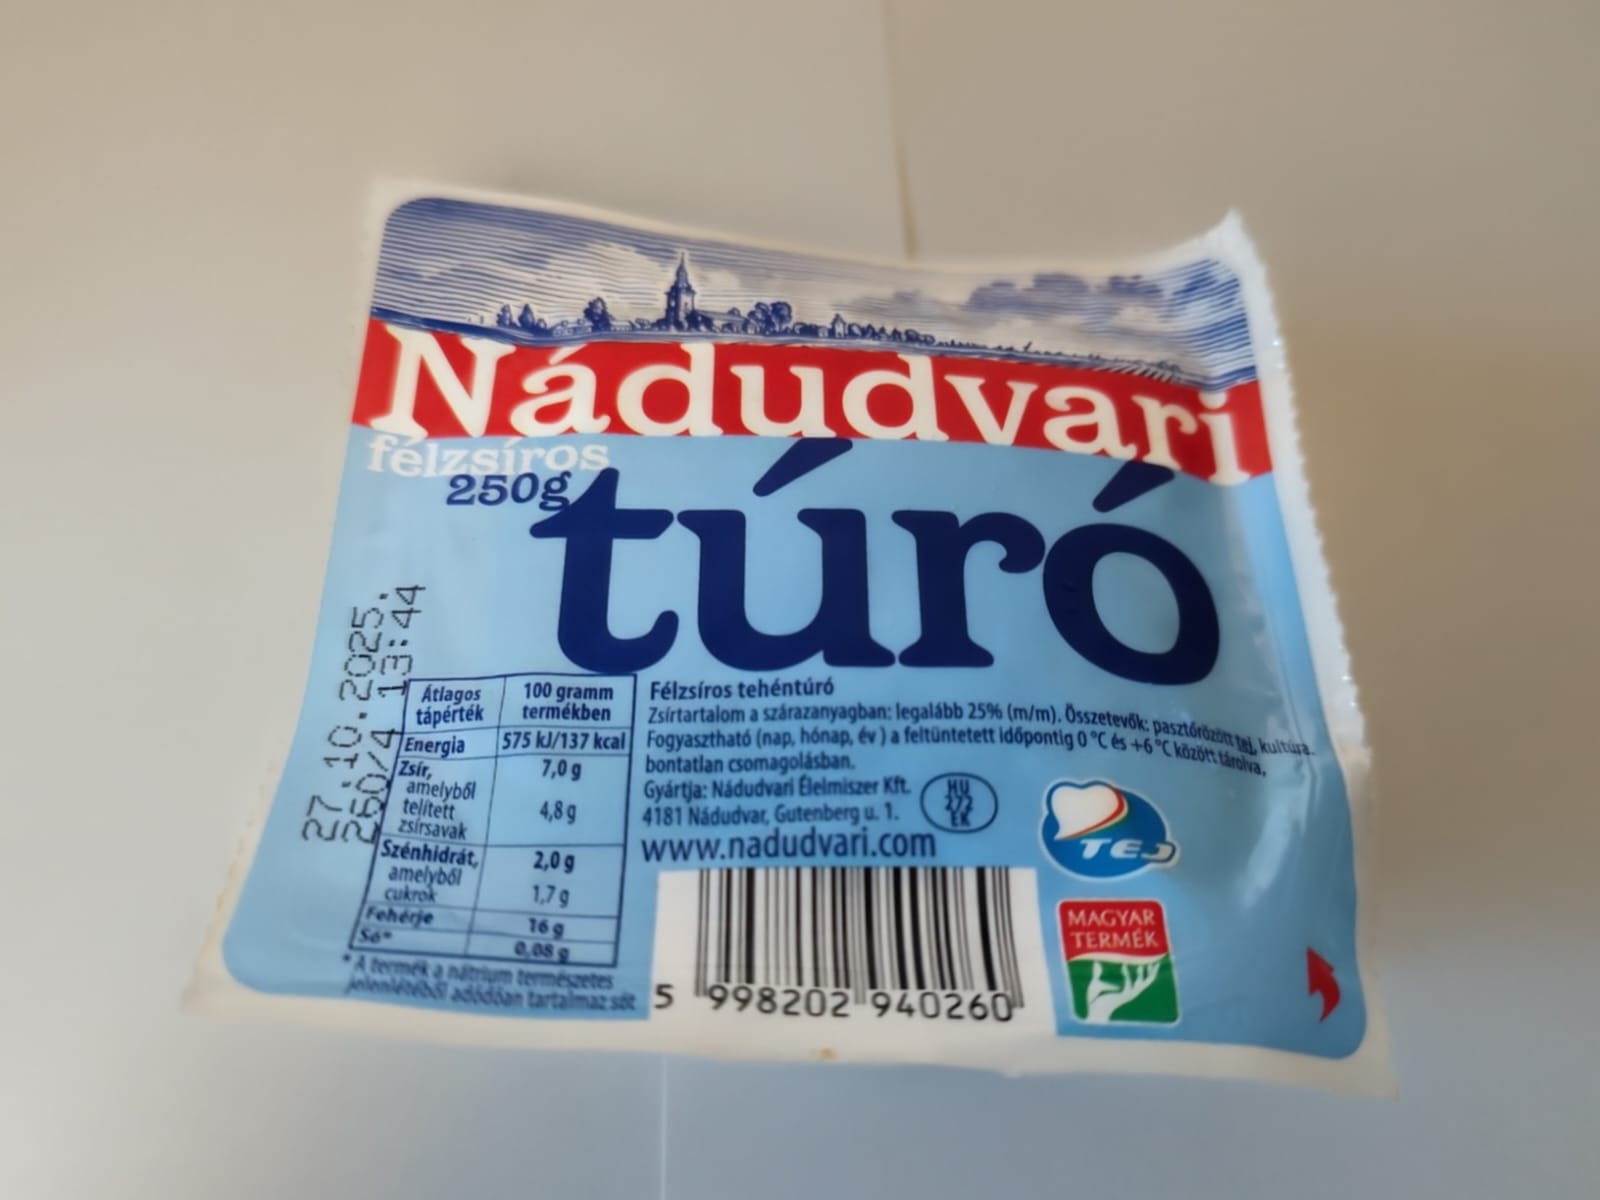 Nádudvari
félzsíros
250g
túró
27.10.2025.
260/4 13:44
Átlagos tápérték
100 gramm termékben
Energia 575 kJ/137 kcal
Zsír, 7,0 g
amelyből telített zsírsavak 4,8 g
Szénhidrát, 2,0 g
amelyből cukrok 1,7 g
Fehérje 16 g
Só* 0,08 g
*A termék a nátrium természetes
jelenlétéből adódóan tartalmaz sót
Félzsíros tehéntúró
Zsírtartalom a szárazanyagban: legalább 25% (m/m). Összetevők: pasztőrözött tej, kultúra.
Fogyasztható (nap, hónap, év) a feltüntetett időpontig 0 °C és +6 °C között tárolva,
bontatlan csomagolásban.
Gyártja: Nádudvari Élelmiszer Kft.
4181 Nádudvar, Gutenberg u. 1.
www.nadudvari.com
HU
272
EK
TEJ
MAGYAR
TERMÉK
5 998202 940260